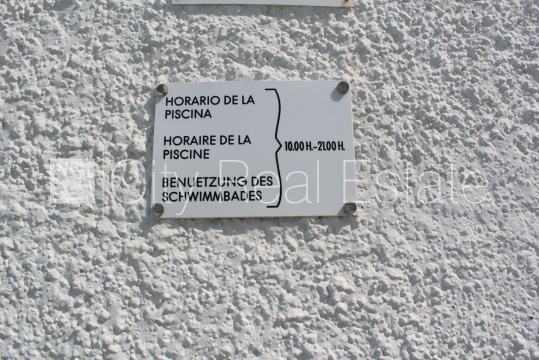 HORARIO DE LA
PISCINA
HORAIRE DE LA
PISCINE
BENUETZUNG DES
SCHWIMMBADES
10.00 H.-21.00 H.
City Real Estate